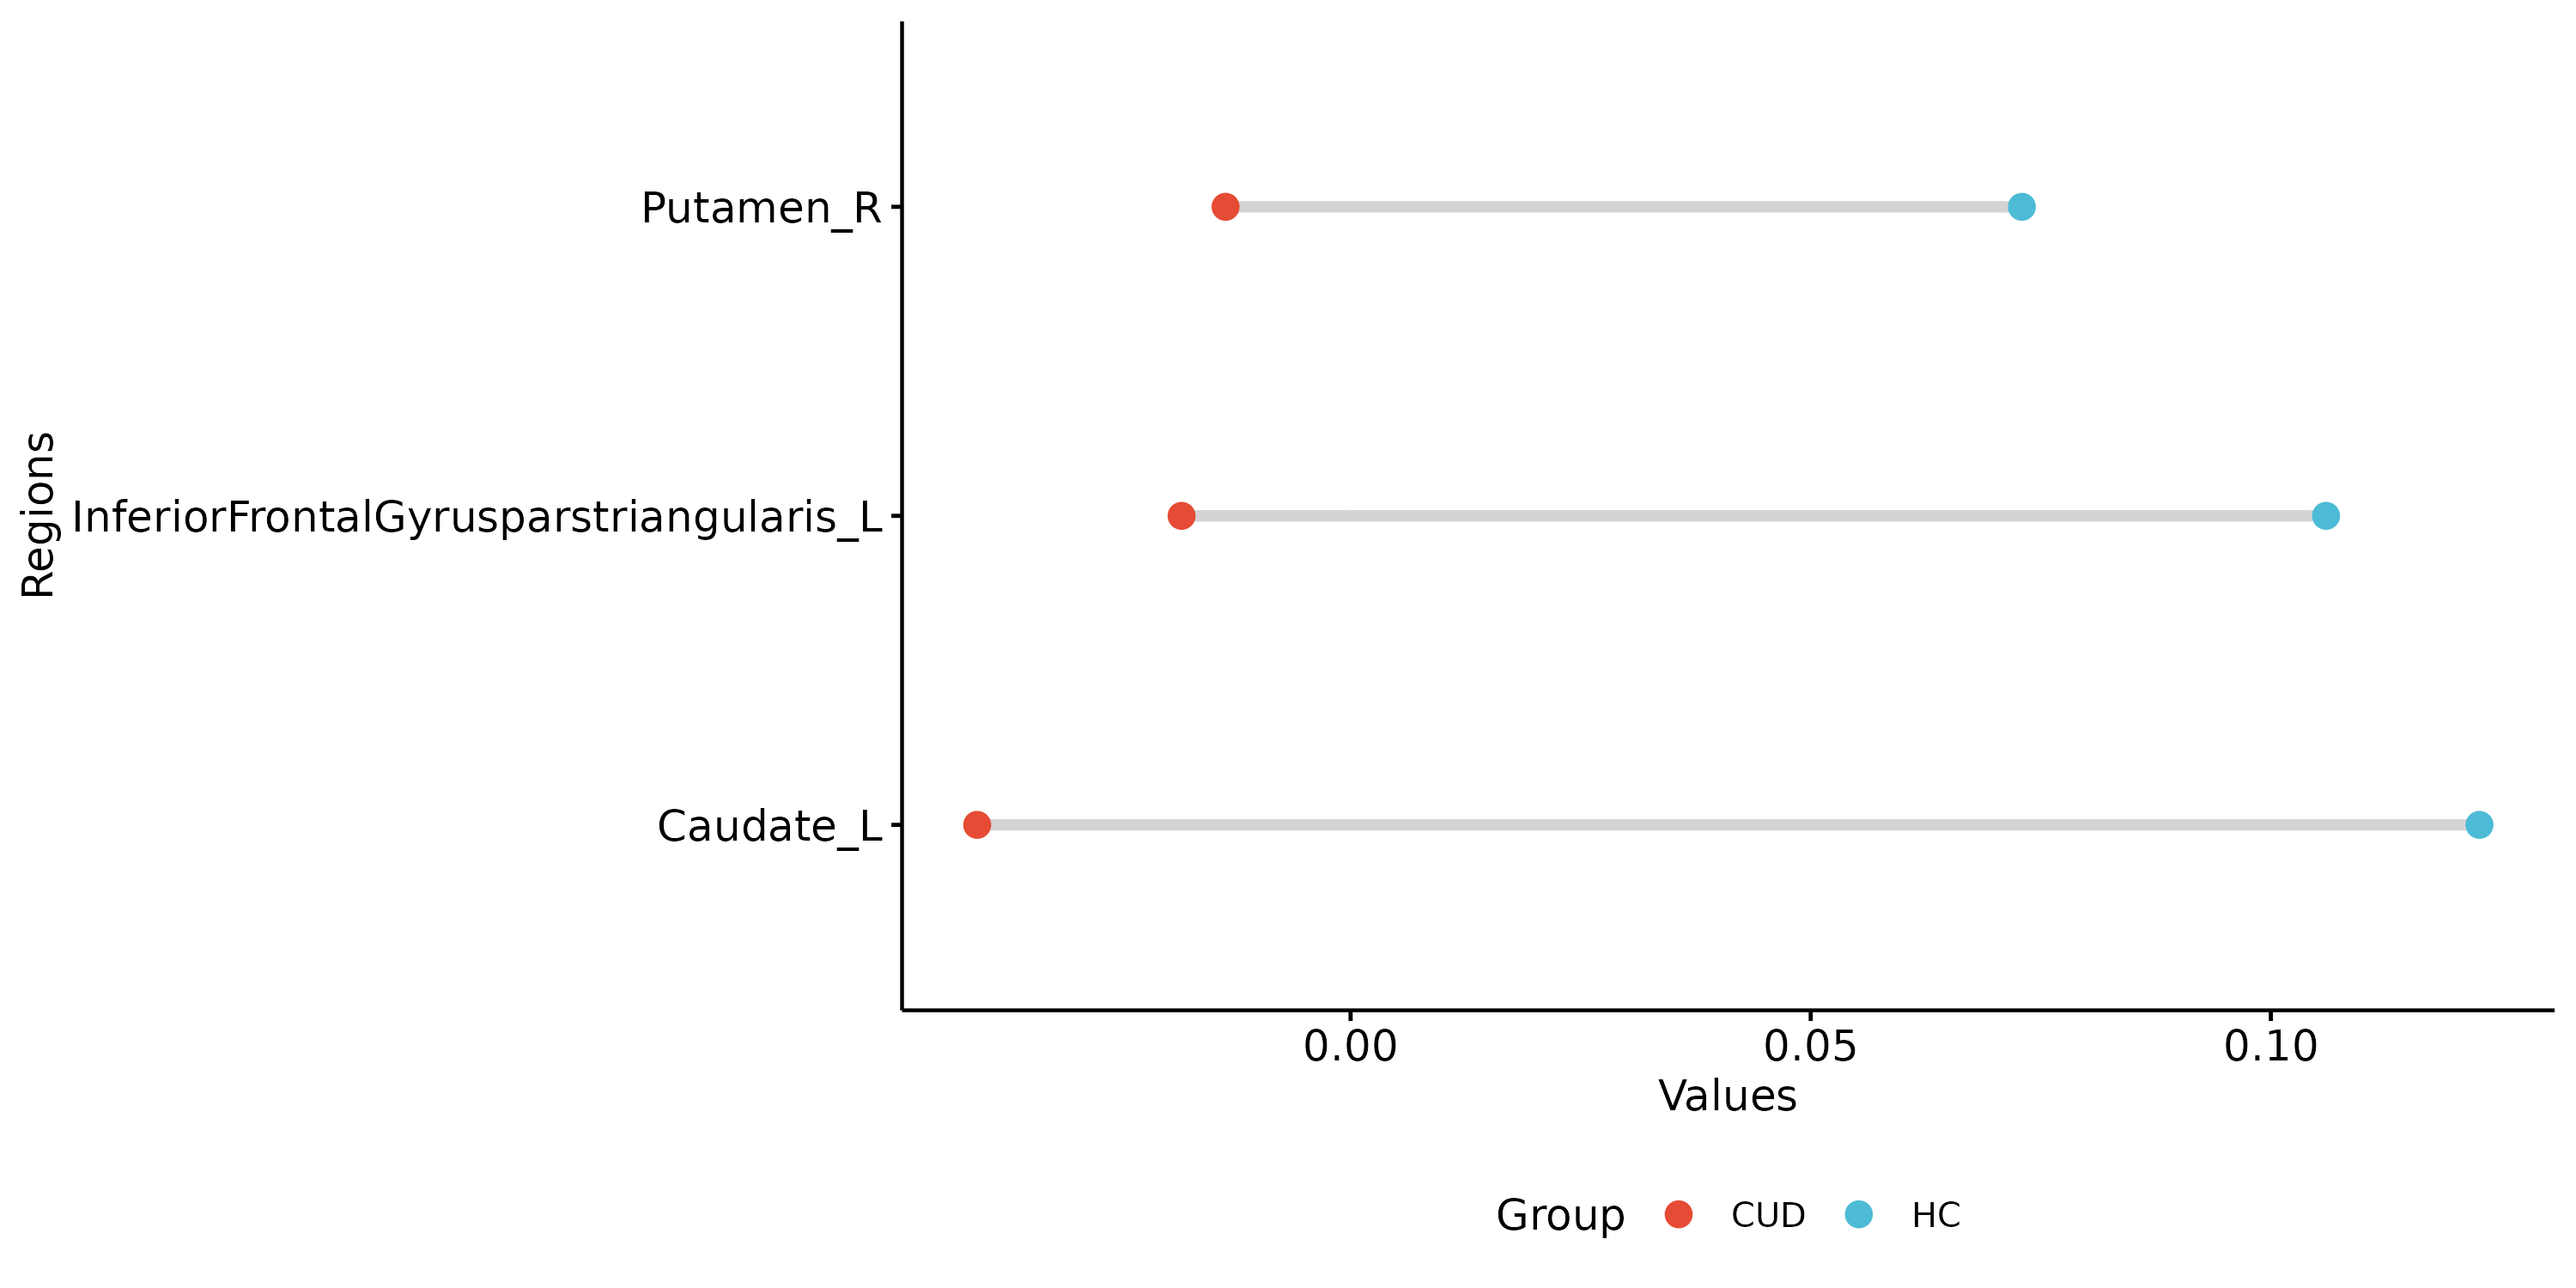 Regions
Putamen_R
InferiorFrontalGyrusparstriangularis_L
Caudate_L
0.00 0.05 0.10
Values
Group CUD HC